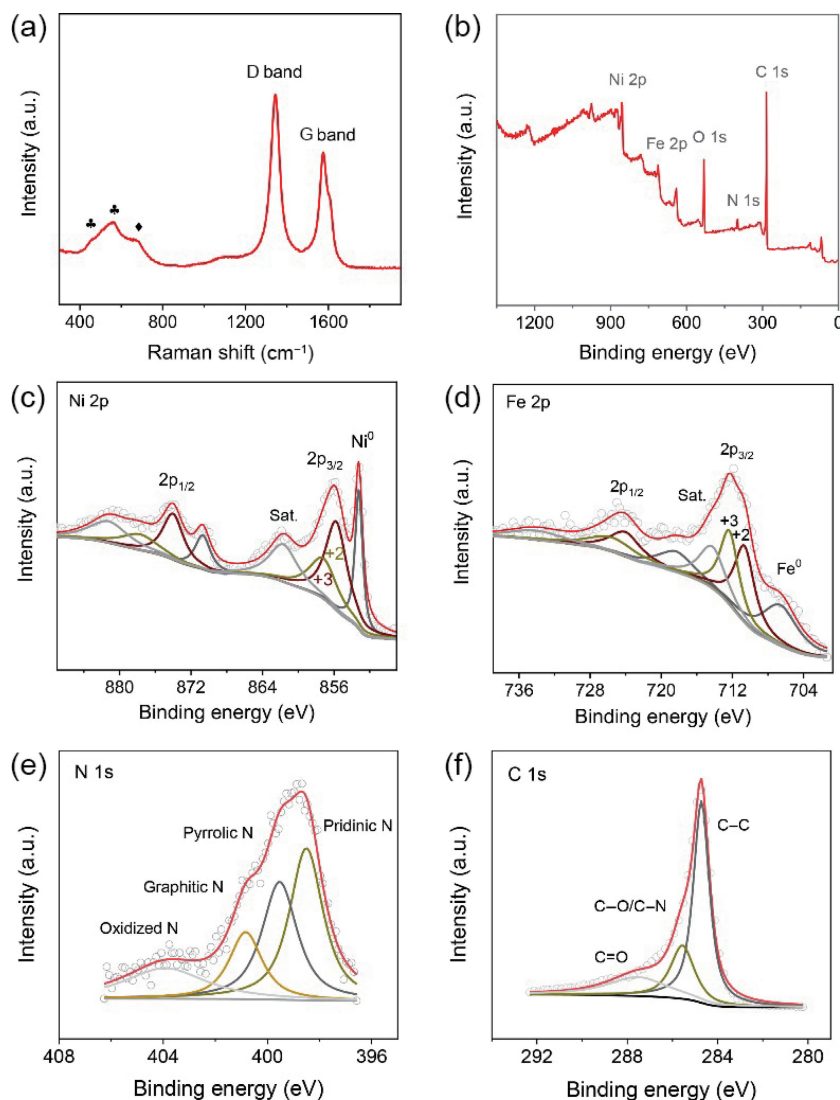 (a)
D band
G band
♣
♣
♦
Intensity (a.u.)
300
600
1200
1600
Raman shift (cm⁻¹)
(b)
C 1s
Ni 2p
O 1s
Fe 2p
N 1s
Intensity (a.u.)
1200
900
600
300
0
Binding energy (eV)
(c)
Ni 2p
Ni⁰
2p3/2
2p1/2
Sat.
+2
+3
Intensity (a.u.)
880
872
864
856
Binding energy (eV)
(d)
Fe 2p
2p3/2
2p1/2
Sat.
+3
+2
Fe⁰
Intensity (a.u.)
736
728
720
712
704
Binding energy (eV)
(e)
N 1s
Pyrrolic N
Pridinic N
Graphitic N
Oxidized N
Intensity (a.u.)
408
404
400
396
Binding energy (eV)
(f)
C 1s
C–C
C–O/C–N
C=O
Intensity (a.u.)
292
288
284
280
Binding energy (eV)